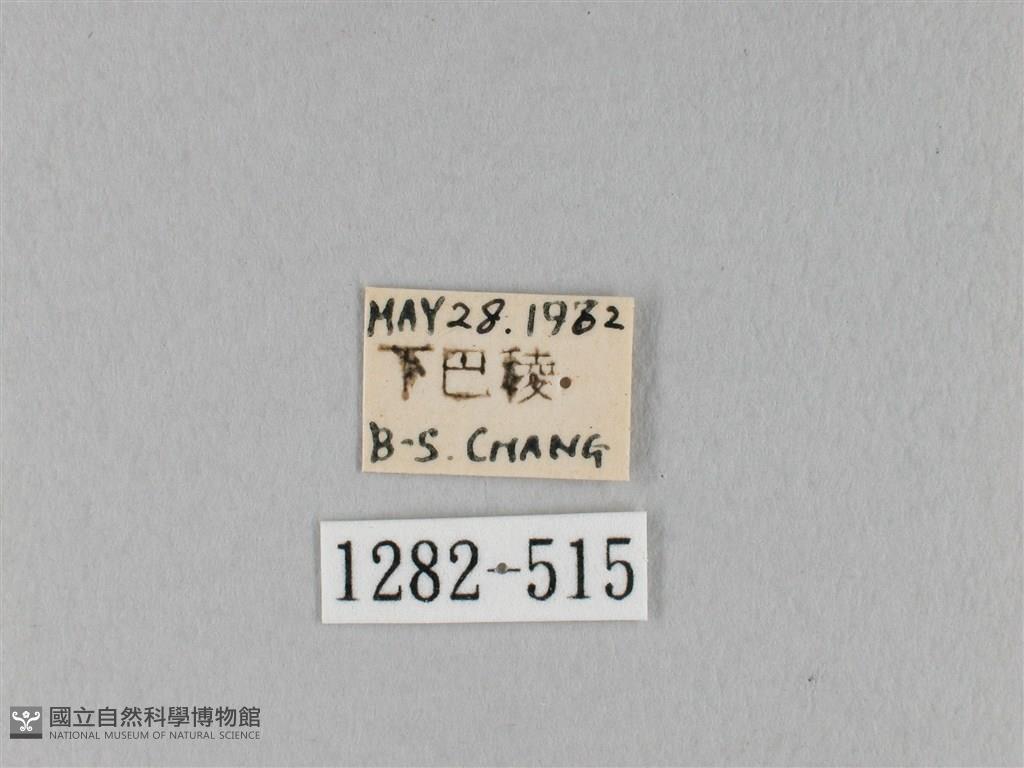 MAY 28. 1982
下巴稜
B-S. CHANG
1282-515
國立自然科學博物館
NATIONAL MUSEUM OF NATURAL SCIENCE